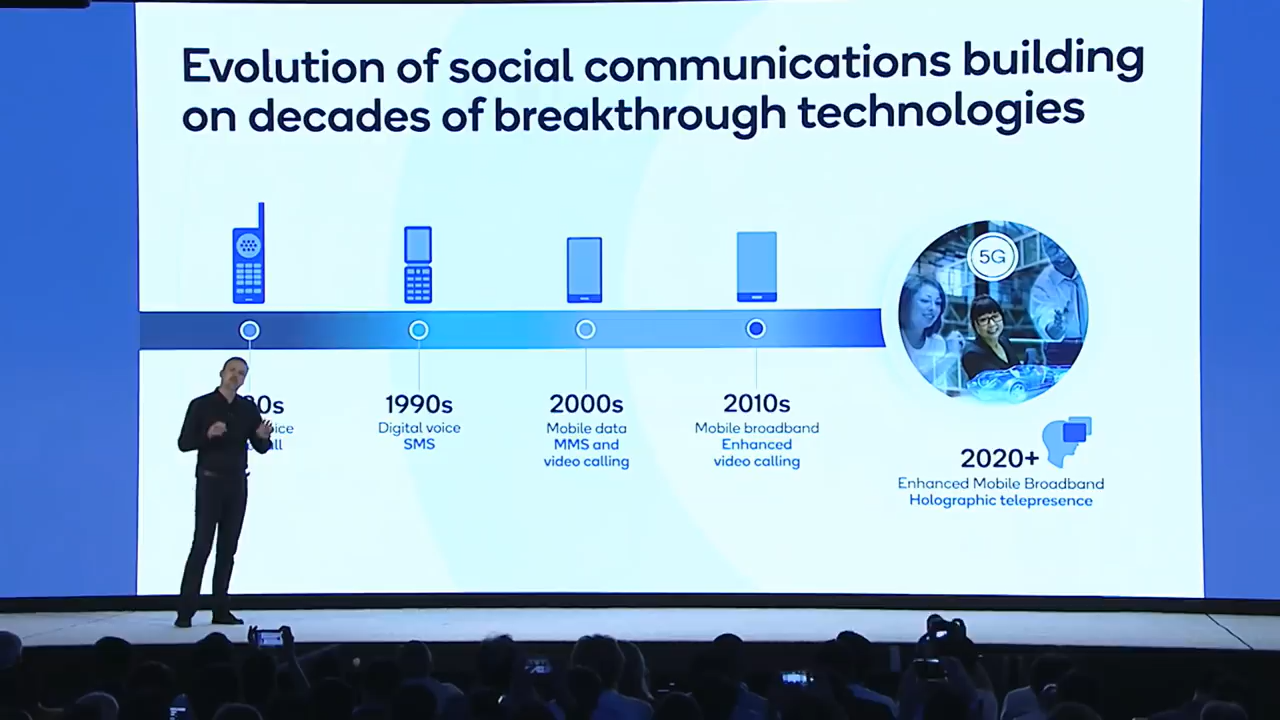 Evolution of social communications building
on decades of breakthrough technologies
5G
1990s
Digital voice
SMS
2000s
Mobile data
MMS and
video calling
2010s
Mobile broadband
Enhanced
video calling
2020+
Enhanced Mobile Broadband
Holographic telepresence